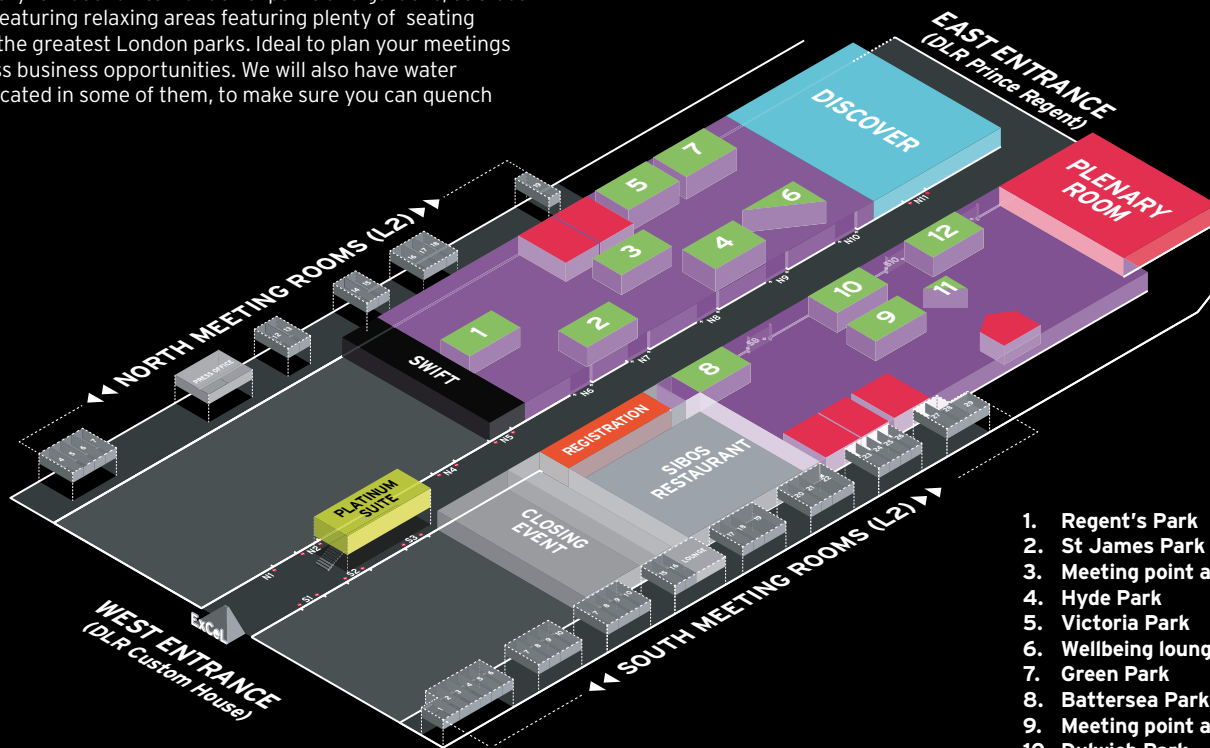 featuring relaxing areas featuring plenty of seating
the greatest London parks. Ideal to plan your meetings
ss business opportunities. We will also have water
cated in some of them, to make sure you can quench
EAST ENTRANCE
(DLR Prince Regent)
DISCOVER
PLENARY
ROOM
7
5
6
3
4
12
10
11
9
1
2
8
NORTH MEETING ROOMS (L2)
PRESS OFFICE
SWIFT
REGISTRATION
SIBOS
RESTAURANT
PLATINUM
SUITE
CLOSING
EVENT
LOUNGE
N1
N2
N4
N5
N6
N7
N8
N9
N10
N11
S1
S2
S3
ExCeL
WEST ENTRANCE
(DLR Custom House)
SOUTH MEETING ROOMS (L2)
1. Regent's Park
2. St James Park
3. Meeting point a
4. Hyde Park
5. Victoria Park
6. Wellbeing loung
7. Green Park
8. Battersea Park
9. Meeting point a